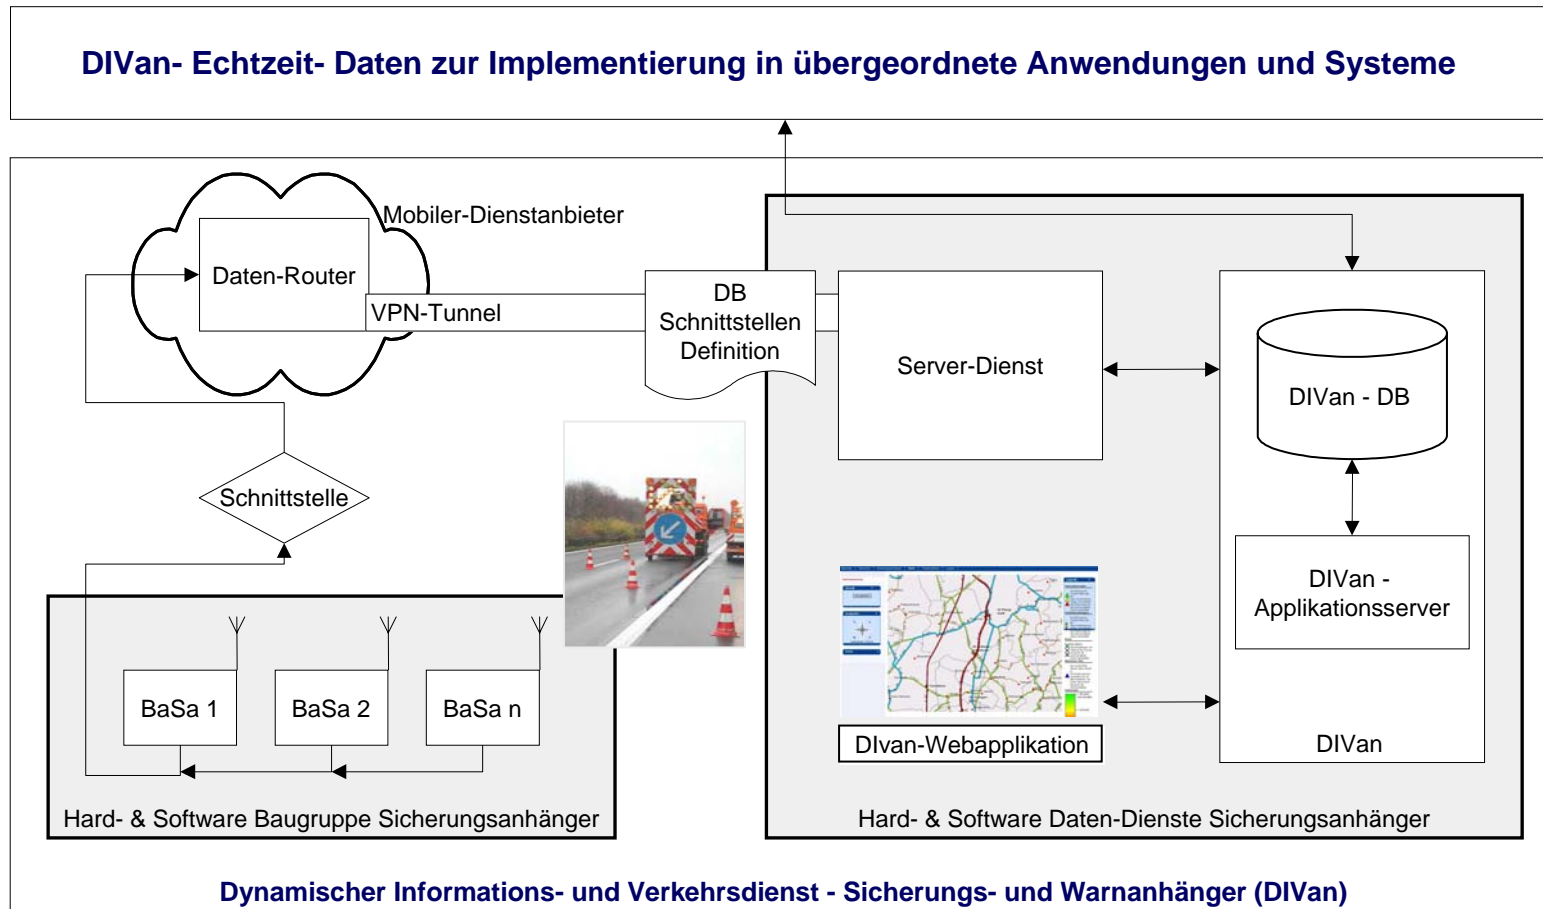 DIVan- Echtzeit- Daten zur Implementierung in übergeordnete Anwendungen und Systeme
Mobiler-Dienstanbieter
Daten-Router
VPN-Tunnel
DB
Schnittstellen
Definition
Server-Dienst
DIVan - DB
Schnittstelle
DIVan -
Applikationsserver
BaSa 1
BaSa 2
BaSa n
DIvan-Webapplikation
DIVan
Hard- & Software Baugruppe Sicherungsanhänger
Hard- & Software Daten-Dienste Sicherungsanhänger
Dynamischer Informations- und Verkehrsdienst - Sicherungs- und Warnanhänger (DIVan)